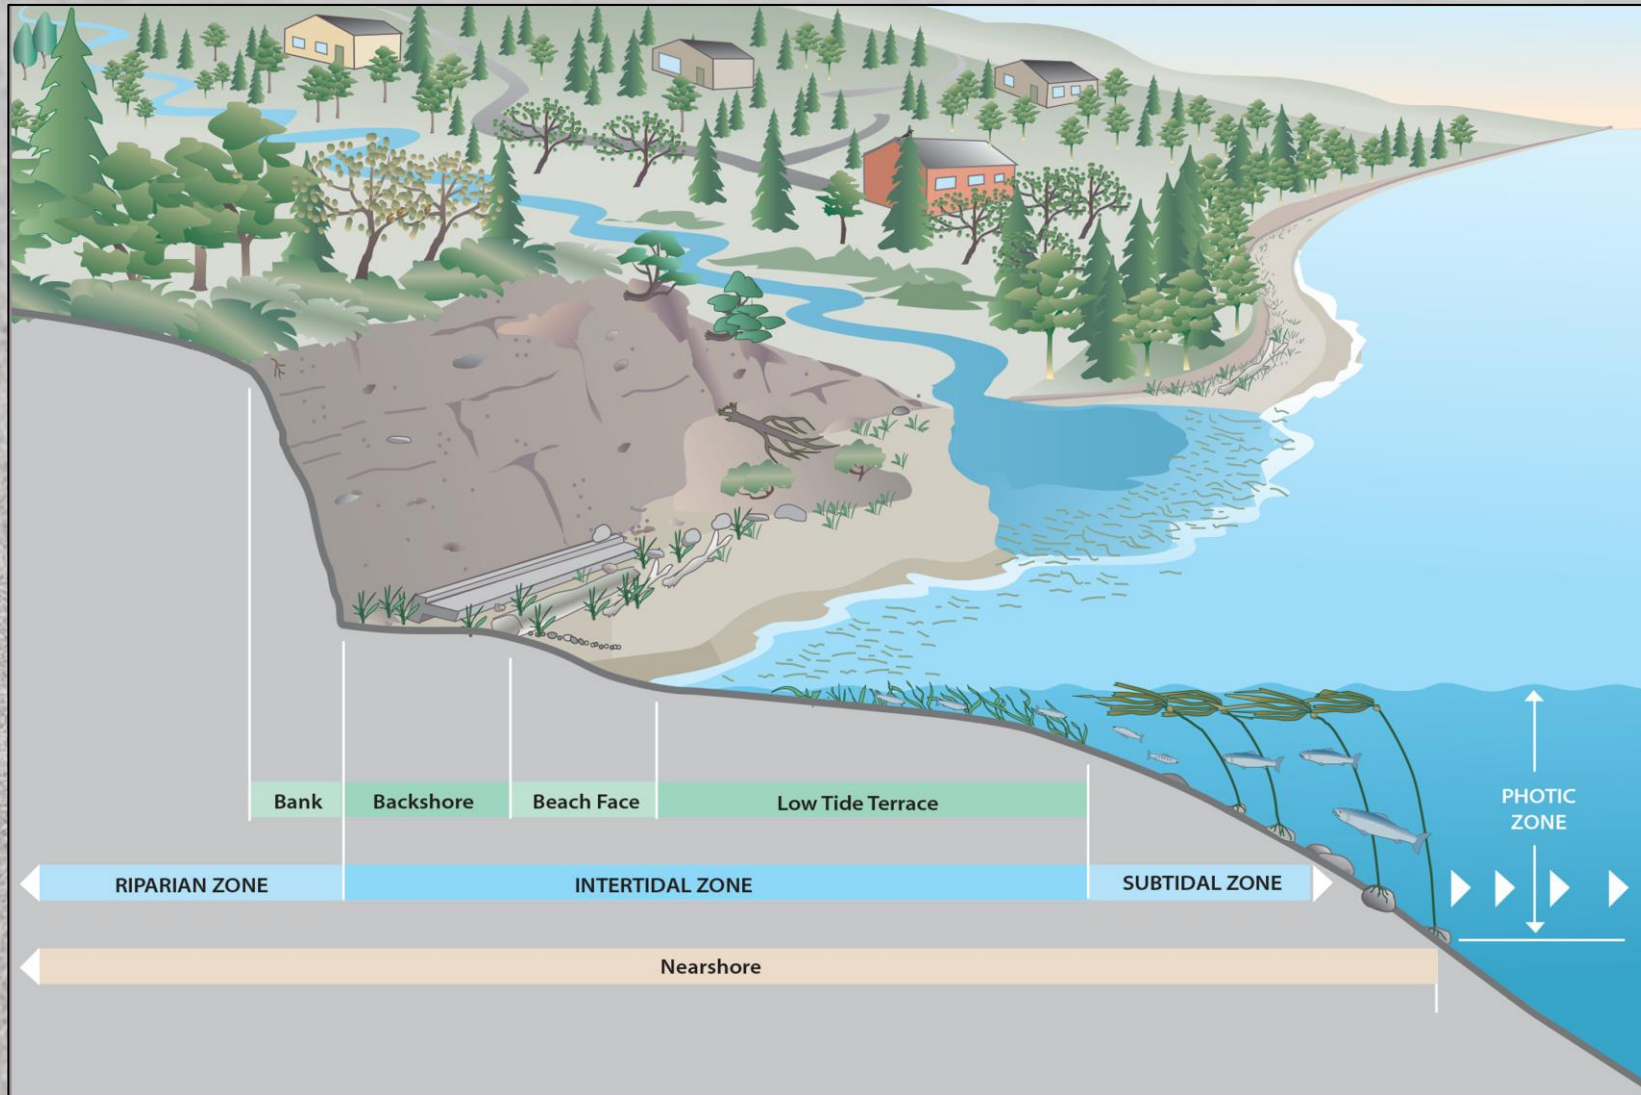 PHOTIC
ZONE
Bank
Backshore
Beach Face
Low Tide Terrace
RIPARIAN ZONE
INTERTIDAL ZONE
SUBTIDAL ZONE
Nearshore